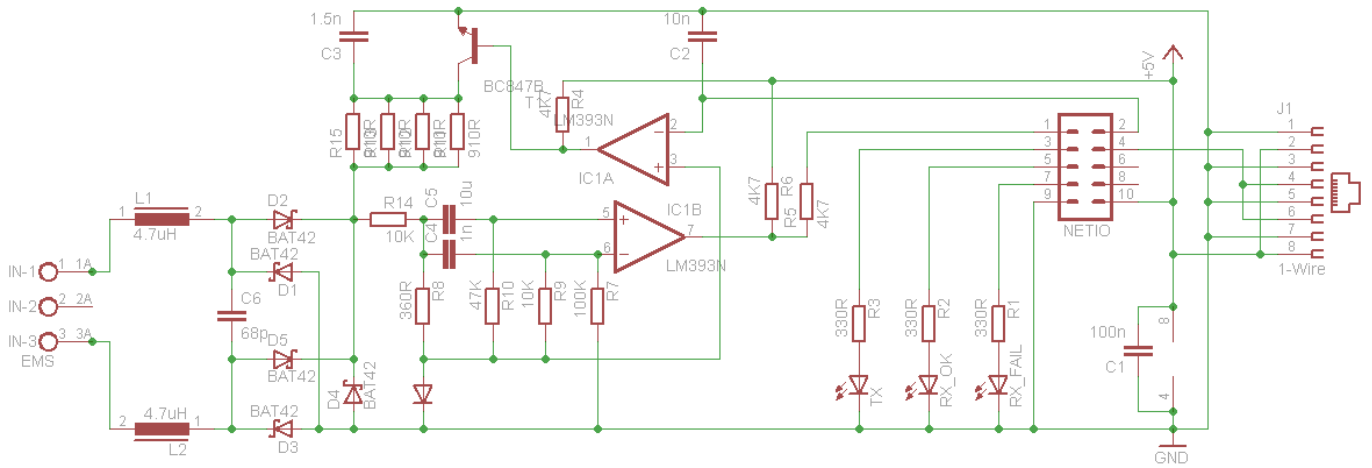 1.5n
C3
10n
C2
BC847B
T1
4K7
R4
LM393N
1
2
3
IC1A
+5V
R15
R13
R12
910R
910R
L1
1
2
4.7uH
D2
BAT42
BAT42
D1
R14
10K
C5
10u
C4
1n
5
6
7
IC1B
LM393N
4K7
R6
R5
4K7
1
3
5
7
9
2
4
6
8
10
NETIO
J1
1
2
3
4
5
6
7
8
1-Wire
IN-1
1
1A
IN-2
2
2A
IN-3
3
3A
EMS
C6
68p
D5
BAT42
360R
R8
47K
R10
10K
R9
100K
R7
330R
R3
330R
R2
330R
R1
100n
C1
8
4
D4
BAT42
TX
RX_OK
RX_FAIL
4.7uH
2
1
L2
BAT42
D3
GND